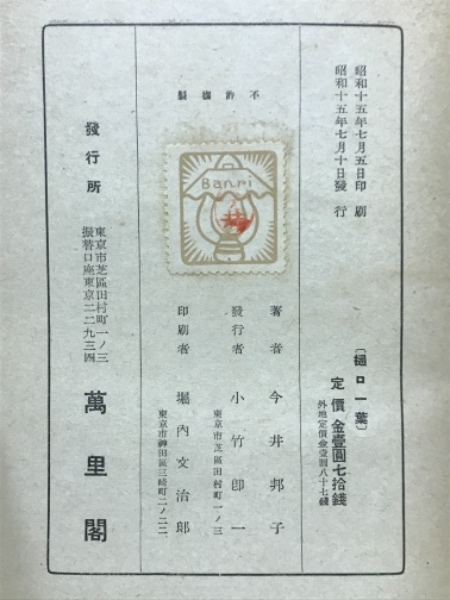 昭和十五年七月五日印刷
昭和十五年七月十日發行
〔樋口一葉〕
定價金壹圓七拾錢
外地定價金壹圓八十七錢
不許複製
Banri
著者 今井邦子
發行者 小竹卽一
東京市芝區田村町一ノ三
印刷者 堀內文治郎
東京市神田區三崎町二ノ二二
發行所
東京市芝區田村町一ノ三
振替口座東京二二九三四
萬里閣